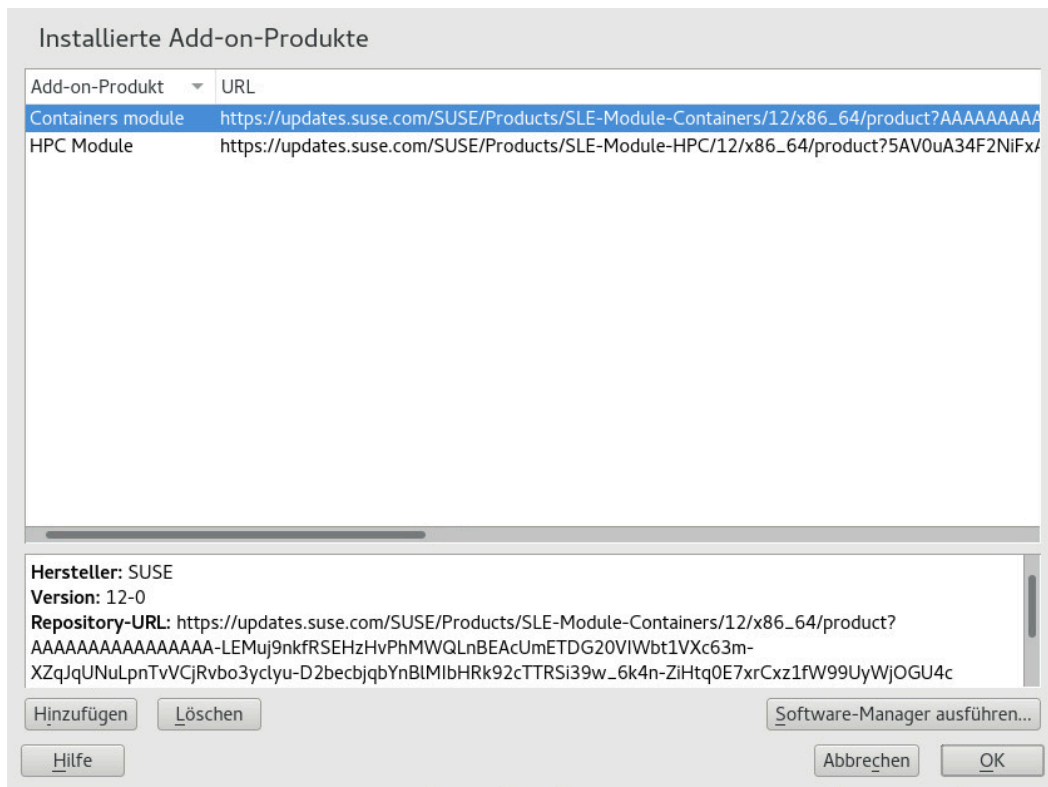 Installierte Add-on-Produkte
Add-on-Produkt URL
Containers module https://updates.suse.com/SUSE/Products/SLE-Module-Containers/12/x86_64/product?AAAAAAAAA
HPC Module https://updates.suse.com/SUSE/Products/SLE-Module-HPC/12/x86_64/product?5AV0uA34F2NiFxA
Hersteller: SUSE
Version: 12-0
Repository-URL: https://updates.suse.com/SUSE/Products/SLE-Module-Containers/12/x86_64/product?
AAAAAAAAAAAAAAAA-LEMuj9nkfRSEHzHvPhMWQLnBEAcUmETDG20VIWbt1VXc63m-
XZqJqUNuLpnTvVCjRvbo3yclyu-D2becbjqbYnBlMIbHRk92cTTRSi39w_6k4n-ZiHtq0E7xrCxz1fW99UyWjOGU4c
Hinzufügen Löschen Software-Manager ausführen...
Hilfe Abbrechen OK